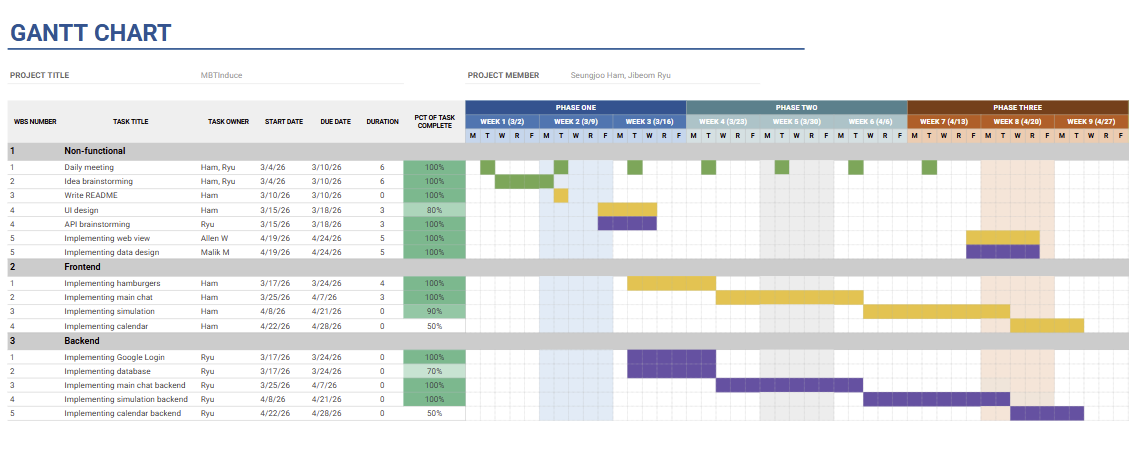 GANTT CHART
PROJECT TITLE MBTInduce PROJECT MEMBER Seungjoo Ham, Jibeom Ryu
PHASE ONE PHASE TWO PHASE THREE
WBS NUMBER TASK TITLE TASK OWNER START DATE DUE DATE DURATION PCT OF TASK COMPLETE
WEEK 1 (3/2) WEEK 2 (3/9) WEEK 3 (3/16) WEEK 4 (3/23) WEEK 5 (3/30) WEEK 6 (4/6) WEEK 7 (4/13) WEEK 8 (4/20) WEEK 9 (4/27)
M T W R F M T W R F M T W R F M T W R F M T W R F M T W R F M T W R F M T W R F M T W R F
1 Non-functional
1 Daily meeting Ham, Ryu 3/4/26 3/10/26 6 100%
2 Idea brainstorming Ham, Ryu 3/4/26 3/10/26 6 100%
3 Write README Ham 3/10/26 3/10/26 0 100%
4 UI design Ham 3/15/26 3/18/26 3 80%
4 API brainstorming Ryu 3/15/26 3/18/26 3 100%
5 Implementing web view Allen W 4/19/26 4/24/26 5 100%
5 Implementing data design Malik M 4/19/26 4/24/26 5 100%
2 Frontend
1 Implementing hamburgers Ham 3/17/26 3/24/26 4 100%
2 Implementing main chat Ham 3/25/26 4/7/26 3 100%
3 Implementing simulation Ham 4/8/26 4/21/26 0 90%
4 Implementing calendar Ham 4/22/26 4/28/26 0 50%
3 Backend
1 Implementing Google Login Ryu 3/17/26 3/24/26 0 100%
2 Implementing database Ryu 3/17/26 3/24/26 0 70%
3 Implementing main chat backend Ryu 3/25/26 4/7/26 0 100%
4 Implementing simulation backend Ryu 4/8/26 4/21/26 0 100%
5 Implementing calendar backend Ryu 4/22/26 4/28/26 0 50%